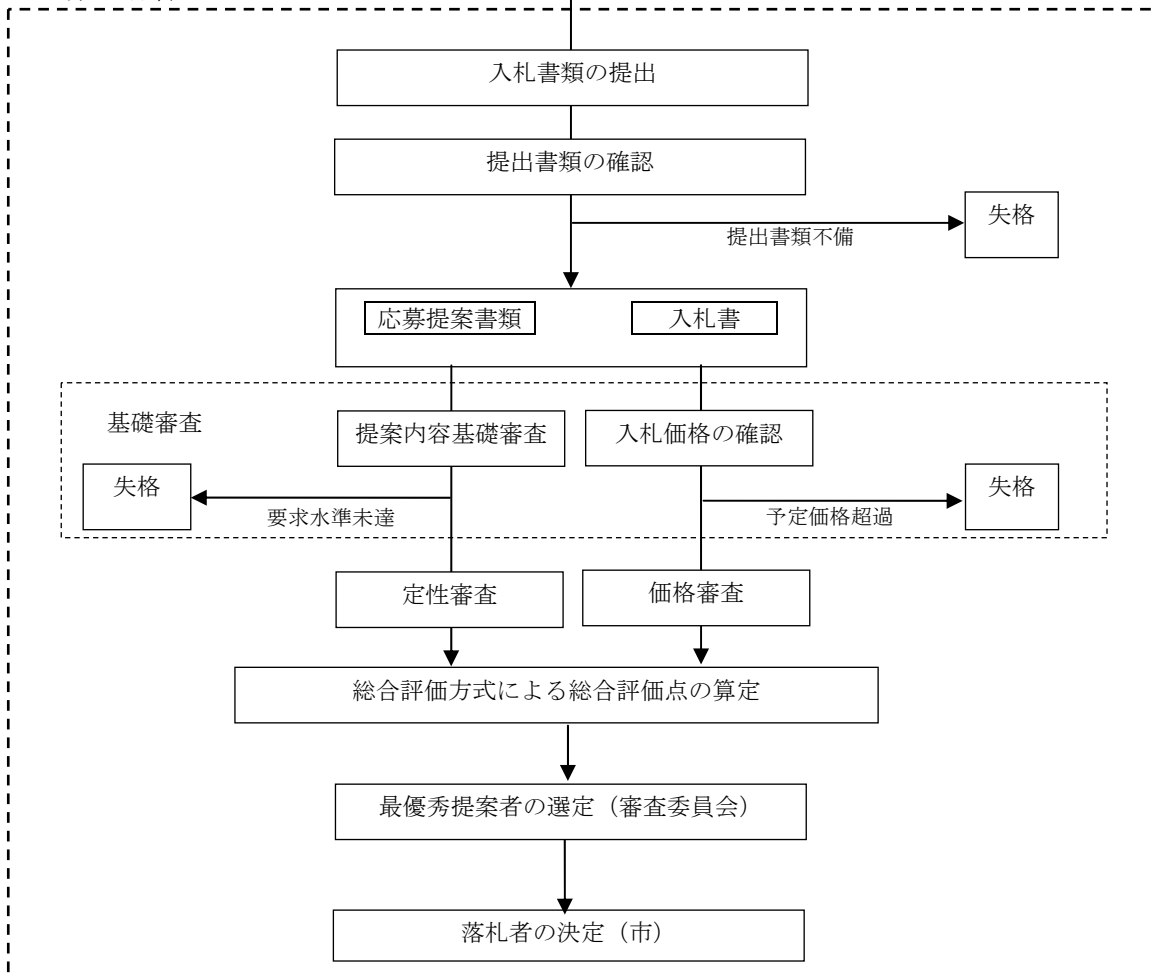 入札書類の提出
提出書類の確認
失格
提出書類不備
応募提案書類
入札書
基礎審査
提案内容基礎審査
入札価格の確認
失格
失格
要求水準未達
予定価格超過
定性審査
価格審査
総合評価方式による総合評価点の算定
最優秀提案者の選定（審査委員会）
落札者の決定（市）